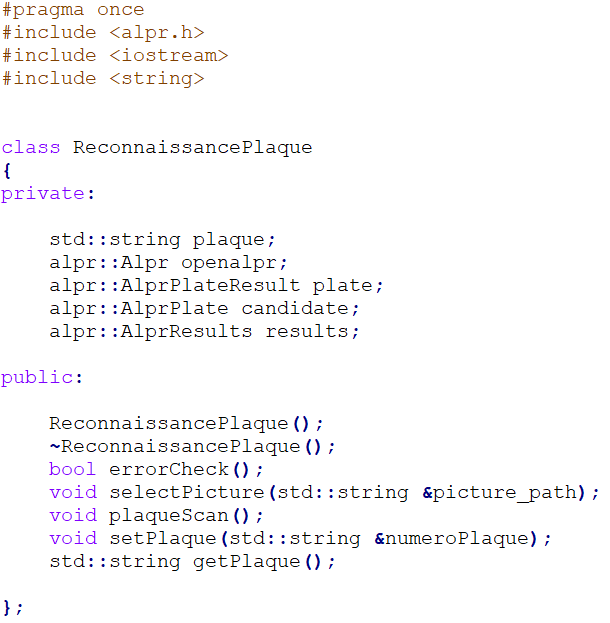 #pragma once
#include <alpr.h>
#include <iostream>
#include <string>
class ReconnaissancePlaque
{
private:
std::string plaque;
alpr::Alpr openalpr;
alpr::AlprPlateResult plate;
alpr::AlprPlate candidate;
alpr::AlprResults results;
public:
ReconnaissancePlaque();
~ReconnaissancePlaque();
bool errorCheck();
void selectPicture(std::string &picture_path);
void plaqueScan();
void setPlaque(std::string &numeroPlaque);
std::string getPlaque();
};